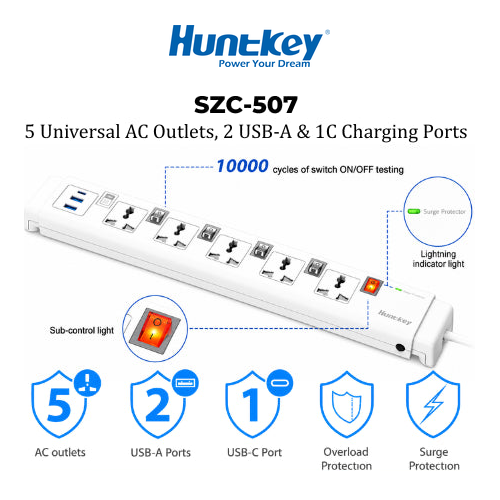 Huntkey®
Power Your Dream
SZC-507
5 Universal AC Outlets, 2 USB-A & 1C Charging Ports
10000 cycles of switch ON/OFF testing
Surge Protector
Lightning
indicator light
Huntkey
Sub-control light
5
2
1
AC outlets
USB-A Ports
USB-C Port
Overload
Protection
Surge
Protection